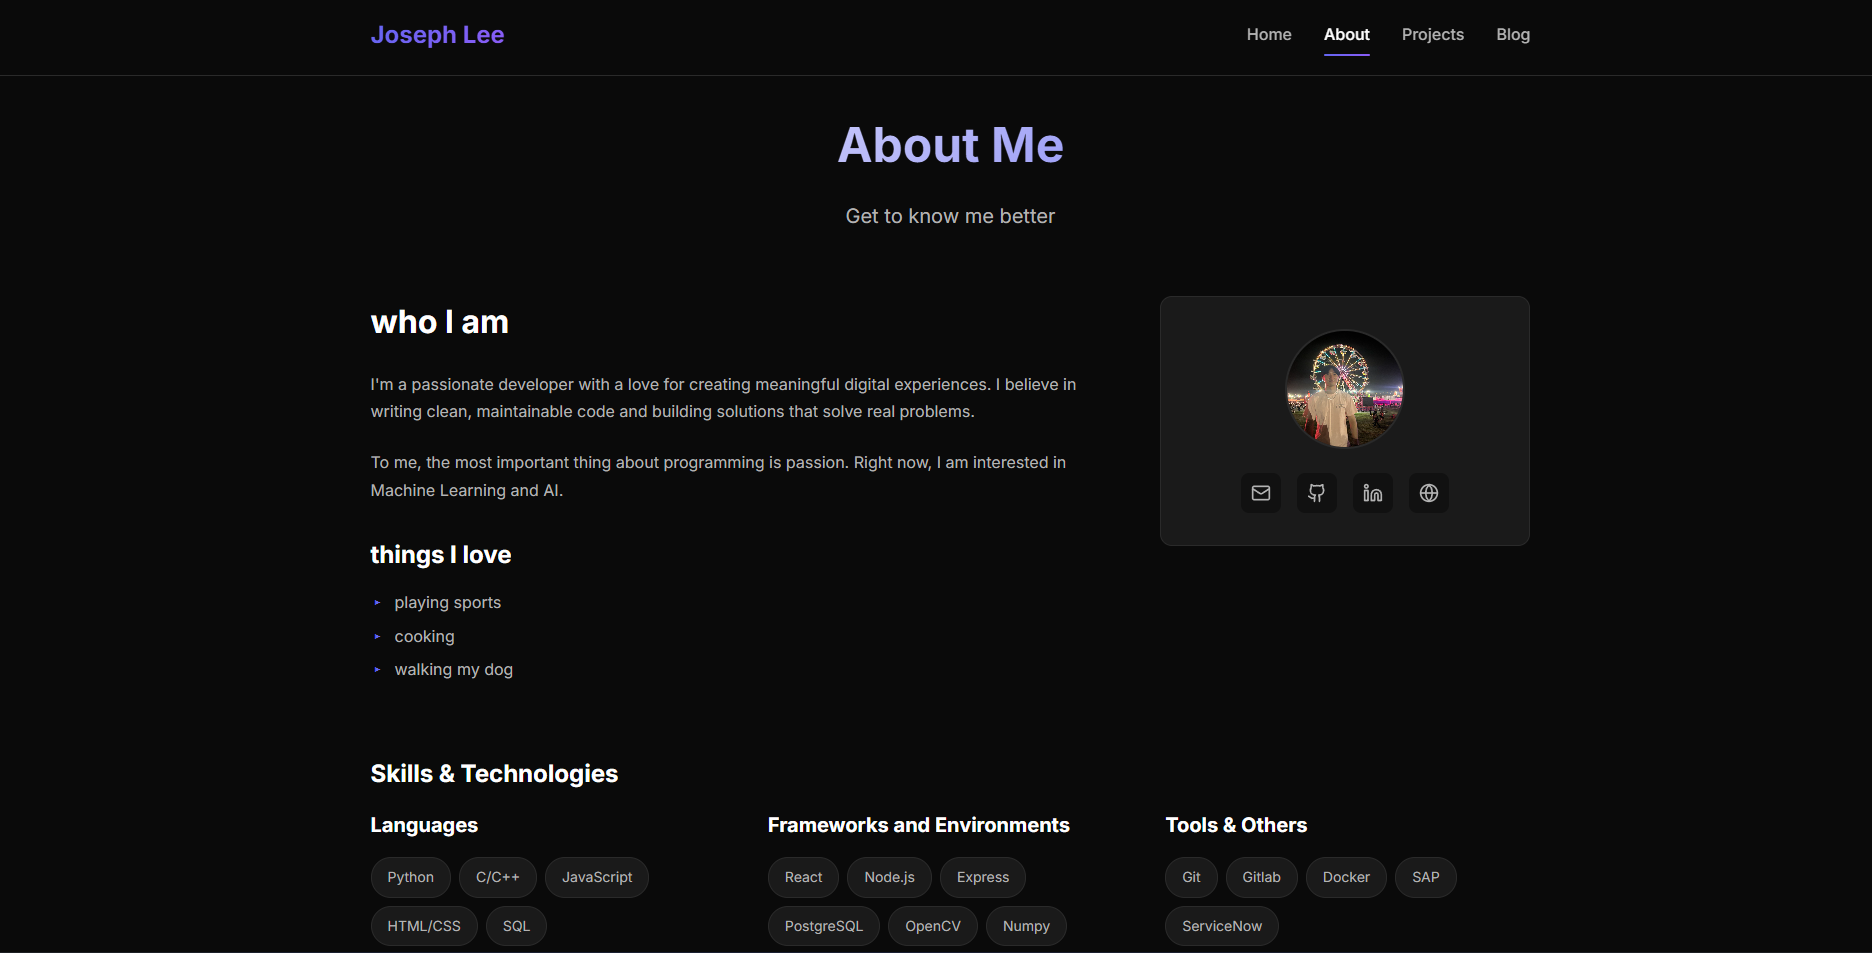 Joseph Lee
Home About Projects Blog
About Me
Get to know me better
who I am
I'm a passionate developer with a love for creating meaningful digital experiences. I believe in
writing clean, maintainable code and building solutions that solve real problems.
To me, the most important thing about programming is passion. Right now, I am interested in
Machine Learning and AI.
things I love
playing sports
cooking
walking my dog
Skills & Technologies
Languages
Python C/C++ JavaScript
HTML/CSS SQL
Frameworks and Environments
React Node.js Express
PostgreSQL OpenCV Numpy
Tools & Others
Git Gitlab Docker SAP
ServiceNow